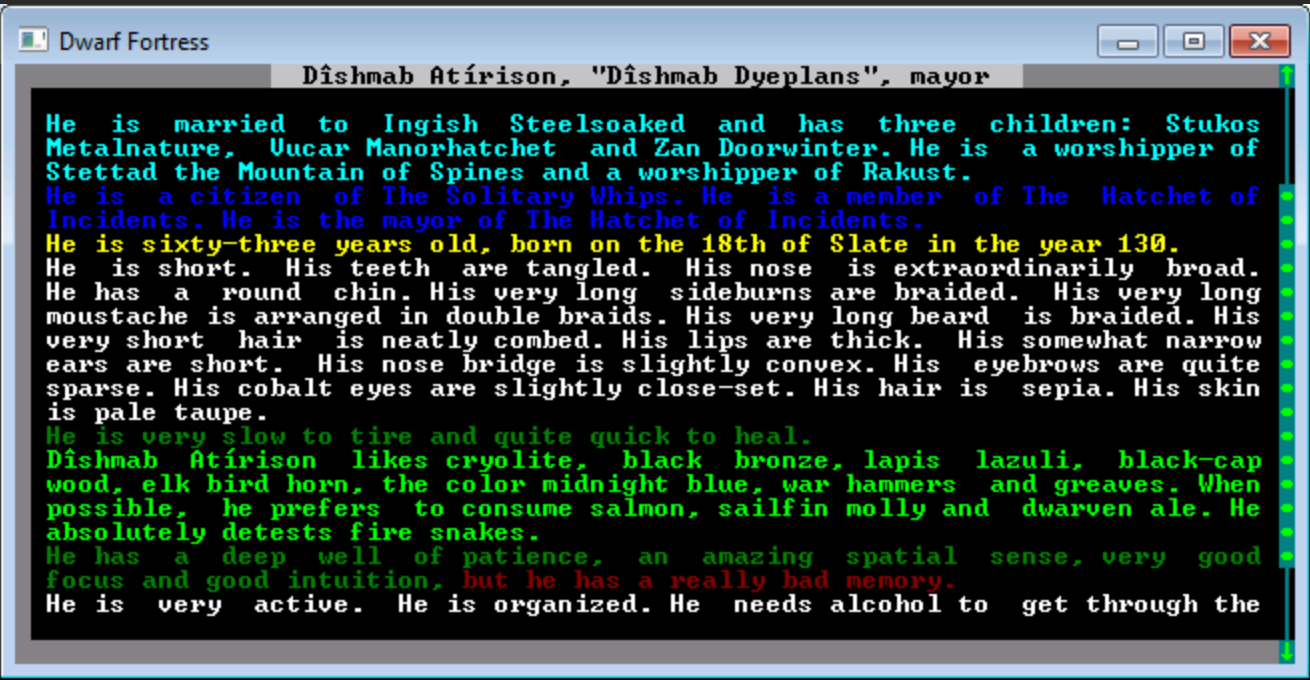 Dwarf Fortress
Dîshmab Atírison, "Dîshmab Dyeplans", mayor
He is married to Ingish Steelsoaked and has three children: Stukos
Metalnature, Vucar Manorhatchet and Zan Doorwinter. He is a worshipper of
Stettad the Mountain of Spines and a worshipper of Rakust.
He is a citizen of The Solitary Whips. He is a member of The Hatchet of
Incidents. He is the mayor of The Hatchet of Incidents.
He is sixty-three years old, born on the 18th of Slate in the year 130.
He is short. His teeth are tangled. His nose is extraordinarily broad.
He has a round chin. His very long sideburns are braided. His very long
moustache is arranged in double braids. His very long beard is braided. His
very short hair is neatly combed. His lips are thick. His somewhat narrow
ears are short. His nose bridge is slightly convex. His eyebrows are quite
sparse. His cobalt eyes are slightly close-set. His hair is sepia. His skin
is pale taupe.
He is very slow to tire and quite quick to heal.
Dîshmab Atírison likes cryolite, black bronze, lapis lazuli, black-cap
wood, elk bird horn, the color midnight blue, war hammers and greaves. When
possible, he prefers to consume salmon, sailfin molly and dwarven ale. He
absolutely detests fire snakes.
He has a deep well of patience, an amazing spatial sense, very good
focus and good intuition, but he has a really bad memory.
He is very active. He is organized. He needs alcohol to get through the